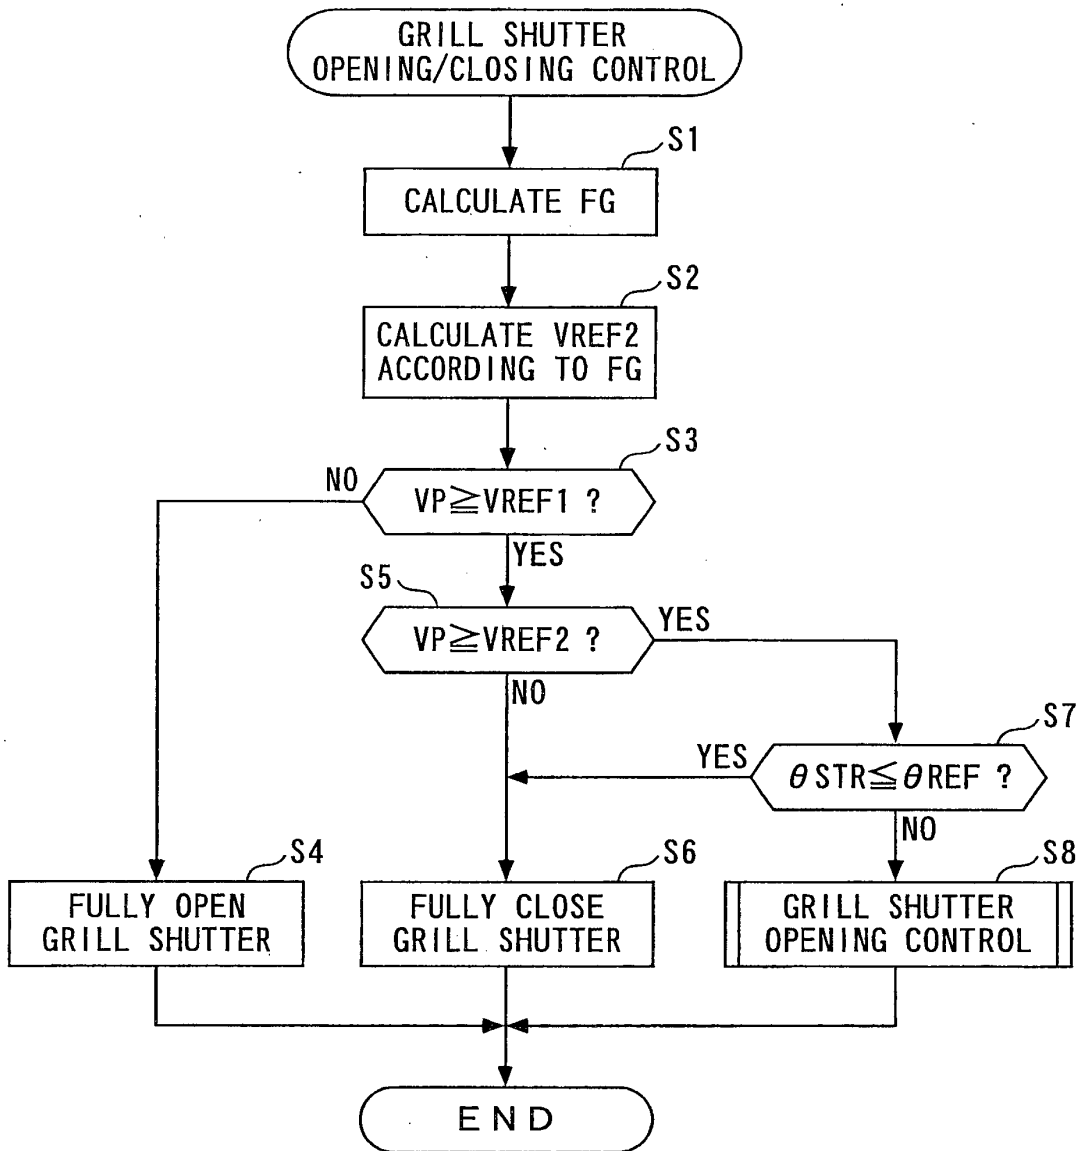 GRILL SHUTTER
OPENING/CLOSING CONTROL
S1
CALCULATE FG
S2
CALCULATE VREF2
ACCORDING TO FG
S3
NO
VP≧VREF1 ?
YES
S5
VP≧VREF2 ?
YES
NO
S7
YES
θSTR≦θREF ?
NO
S4
FULLY OPEN
GRILL SHUTTER
S6
FULLY CLOSE
GRILL SHUTTER
S8
GRILL SHUTTER
OPENING CONTROL
END